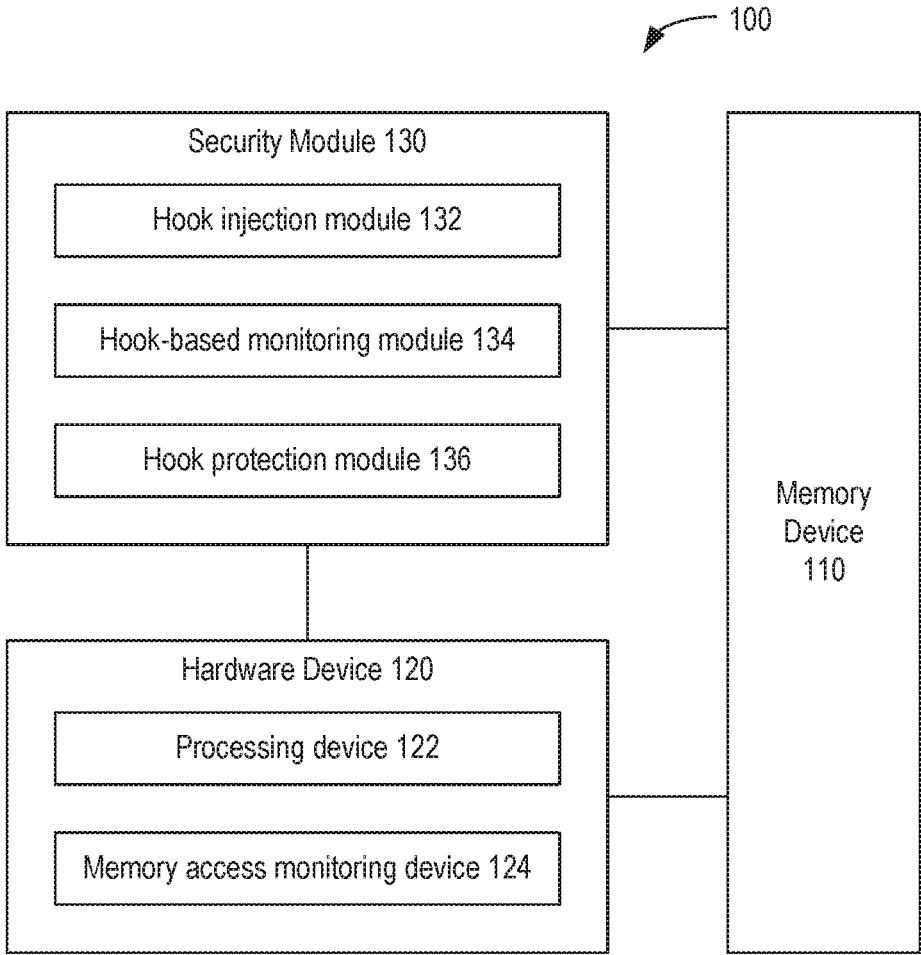 100
Security Module 130
Hook injection module 132
Hook-based monitoring module 134
Hook protection module 136
Memory
Device
110
Hardware Device 120
Processing device 122
Memory access monitoring device 124